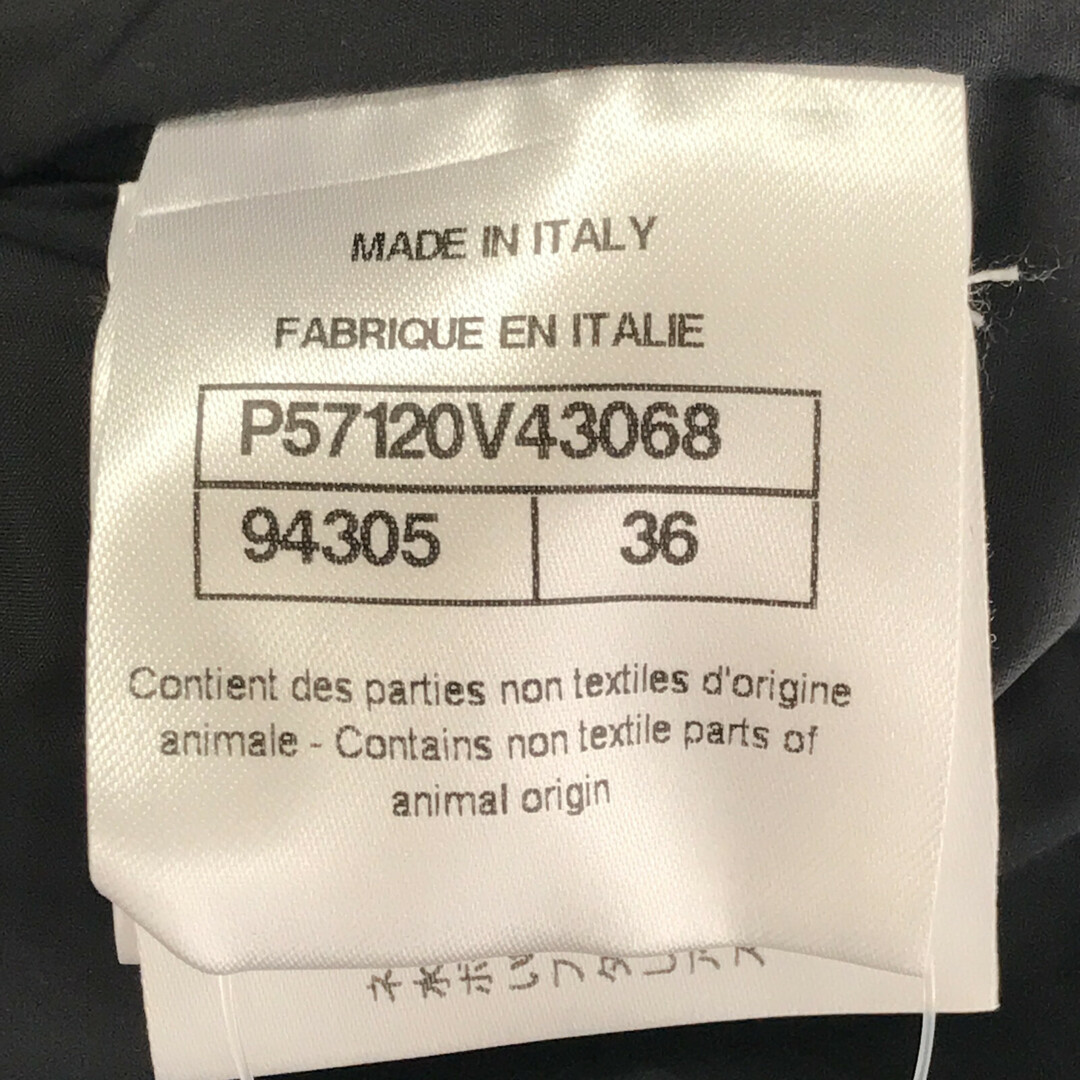 MADE IN ITALY
FABRIQUE EN ITALIE
P57120V43068
94305 36
Contient des parties non textiles d'origine
animale - Contains non textile parts of
animal origin